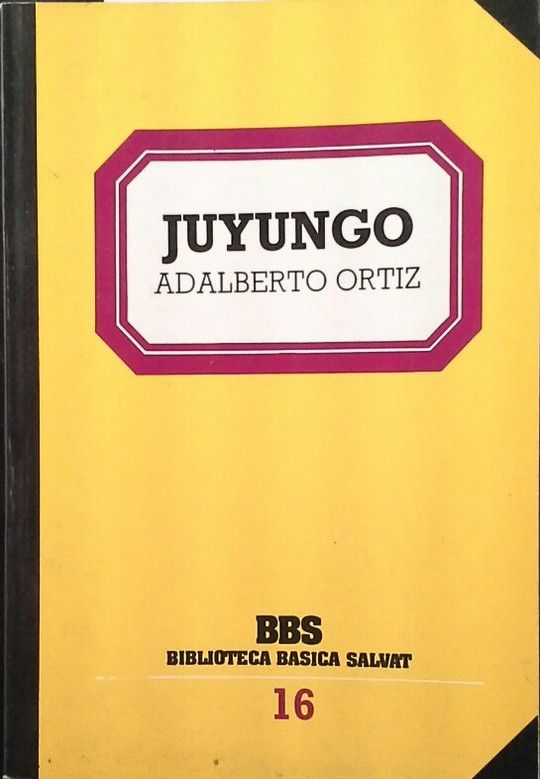 JUYUNGO
ADALBERTO ORTIZ
BBS
BIBLIOTECA BASICA SALVAT
16